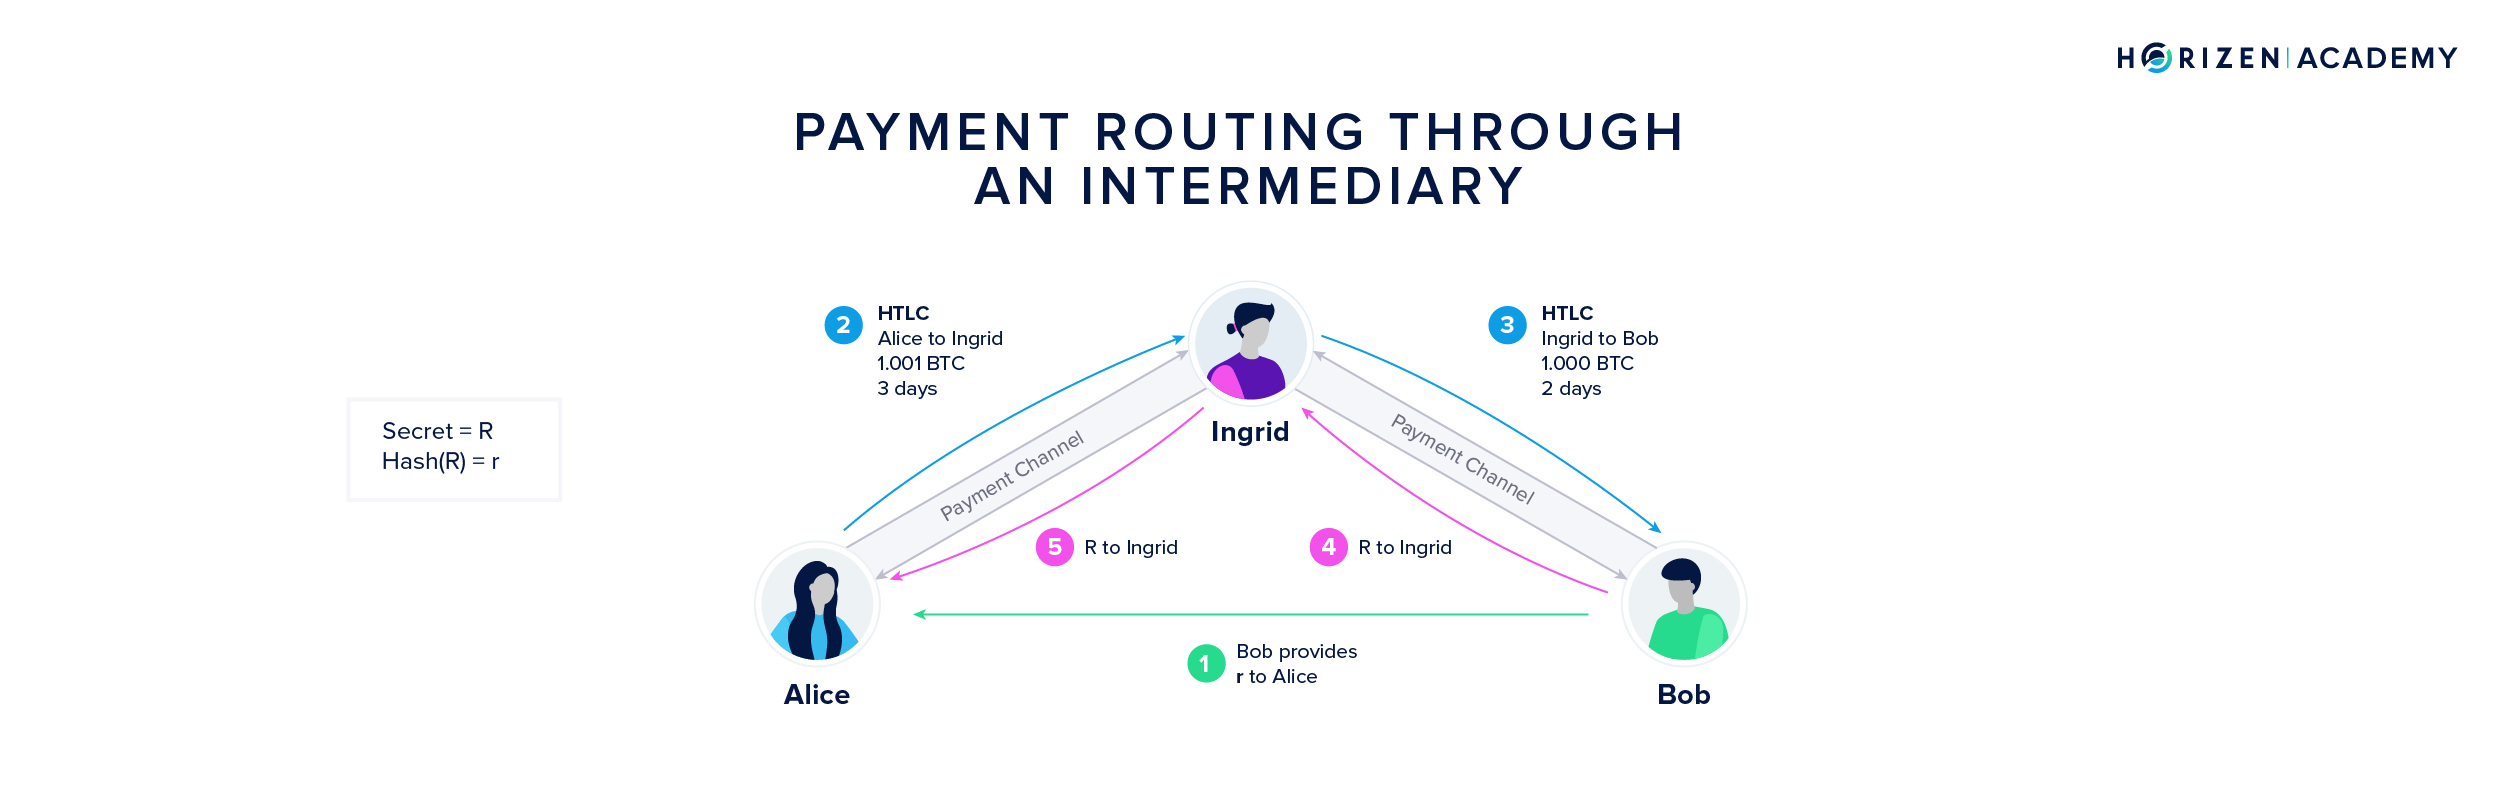 HORIZEN | ACADEMY
PAYMENT ROUTING THROUGH
AN INTERMEDIARY
2
HTLC
Alice to Ingrid
1.001 BTC
3 days
3
HTLC
Ingrid to Bob
1.000 BTC
2 days
Secret = R
Hash(R) = r
Ingrid
Payment Channel
Payment Channel
5
R to Ingrid
4
R to Ingrid
1
Bob provides
r to Alice
Alice
Bob